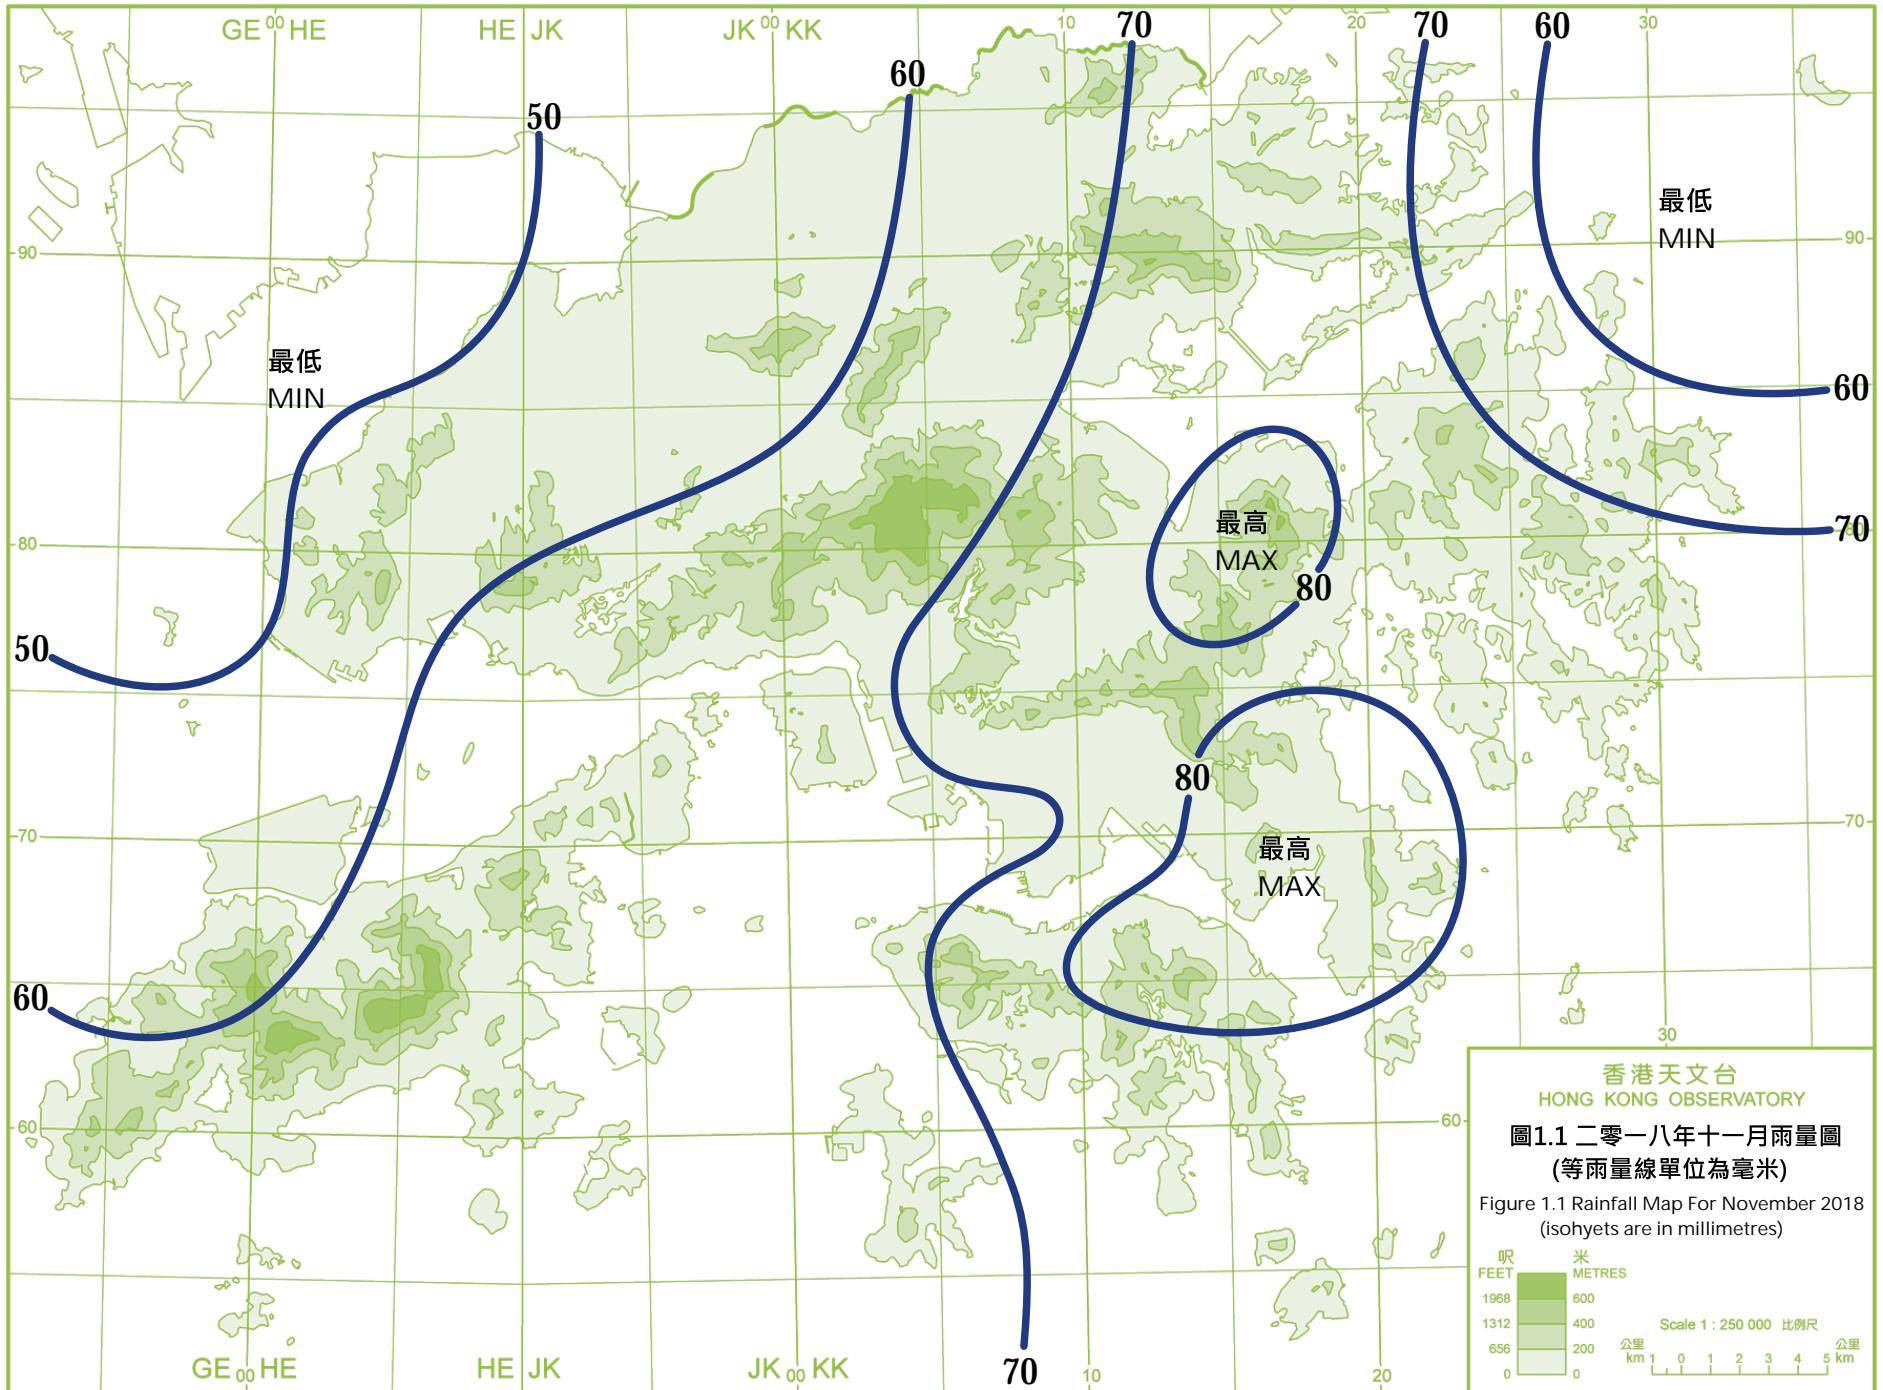 GE 00 HE
HE JK
JK 00 KK
10
70
20
70
60
30
60
50
90
最低
MIN
90
最低
MIN
60
80
最高
MAX
80
70
50
80
70
最高
MAX
70
60
30
60
60
香港天文台
HONG KONG OBSERVATORY
圖1.1 二零一八年十一月雨量圖
(等雨量線單位為毫米)
Figure 1.1 Rainfall Map For November 2018
(isohyets are in millimetres)
呎 米
FEET METRES
1968 600
1312 400
656 200
0 0
Scale 1 : 250 000 比例尺
公里 公里
km 1 0 1 2 3 4 5 km
GE 00 HE
HE JK
JK 00 KK
70
10
20